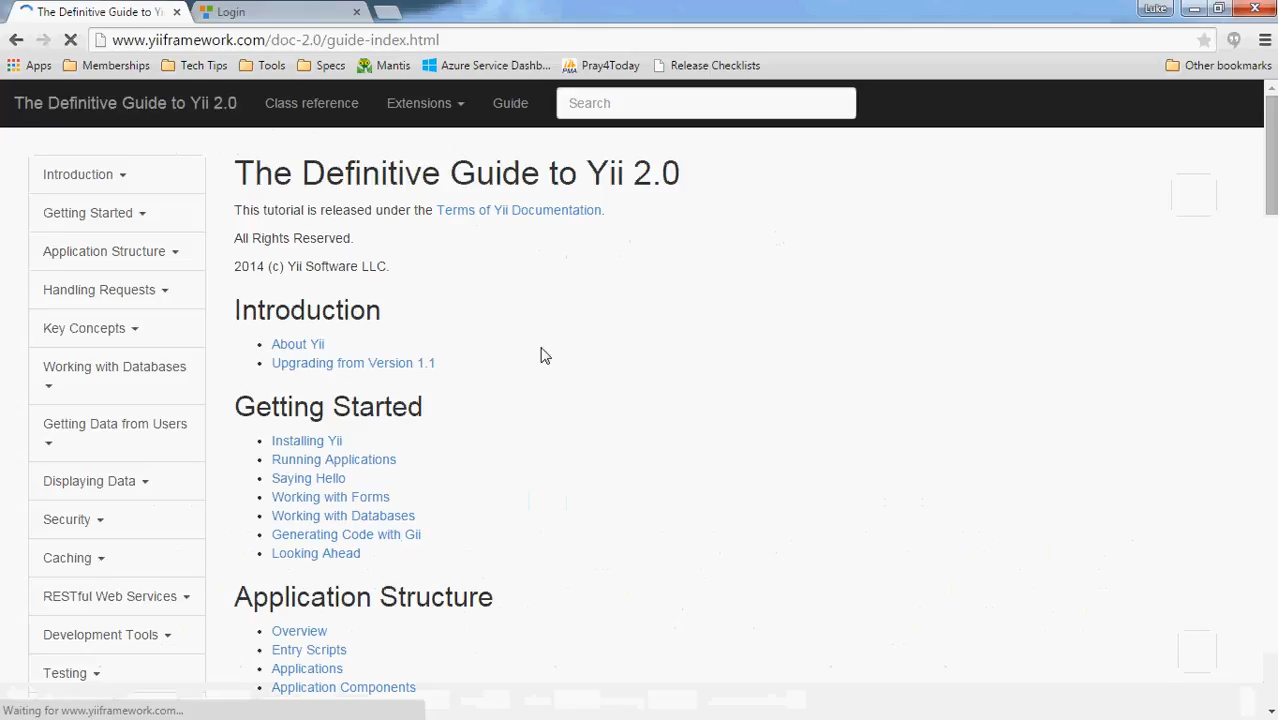 The Definitive Guide to Yi
Login
Luke
www.yiiframework.com/doc-2.0/guide-index.html
Apps Memberships Tech Tips Tools Specs Mantis Azure Service Dashb... Pray4Today Release Checklists Other bookmarks
The Definitive Guide to Yii 2.0 Class reference Extensions Guide Search
Introduction
Getting Started
Application Structure
Handling Requests
Key Concepts
Working with Databases
Getting Data from Users
Displaying Data
Security
Caching
RESTful Web Services
Development Tools
Testing
The Definitive Guide to Yii 2.0
This tutorial is released under the Terms of Yii Documentation.
All Rights Reserved.
2014 (c) Yii Software LLC.
Introduction
About Yii
Upgrading from Version 1.1
Getting Started
Installing Yii
Running Applications
Saying Hello
Working with Forms
Working with Databases
Generating Code with Gii
Looking Ahead
Application Structure
Overview
Entry Scripts
Applications
Application Components
Waiting for www.yiiframework.com...